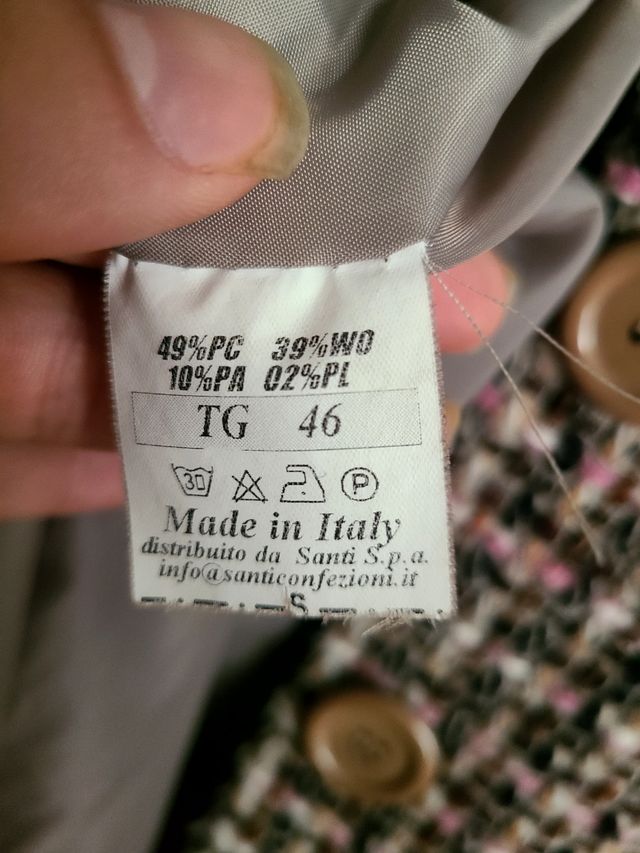 49%PC 39%WO
10%PA 02%PL
TG 46
30 P
Made in Italy
distribuito da Santi S.p.a.
info@santiconfezioni.it
S